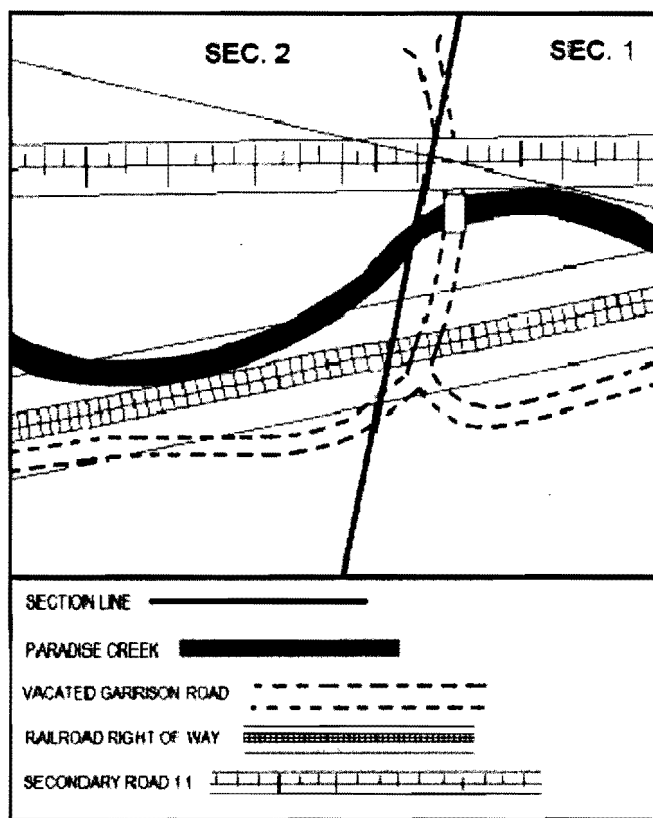 SEC. 2
SEC. 1
SECTION LINE
PARADISE CREEK
VACATED GARRISON ROAD
RAILROAD RIGHT OF WAY
SECONDARY ROAD 11